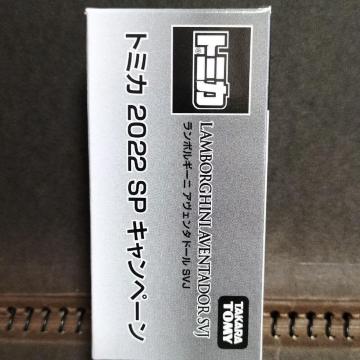 トミカ
LAMBORGHINI AVENTADOR SVJ
ランボルギーニ アヴェンタドール SVJ
トミカ 2022 SP キャンペーン
TAKARA
TOMY